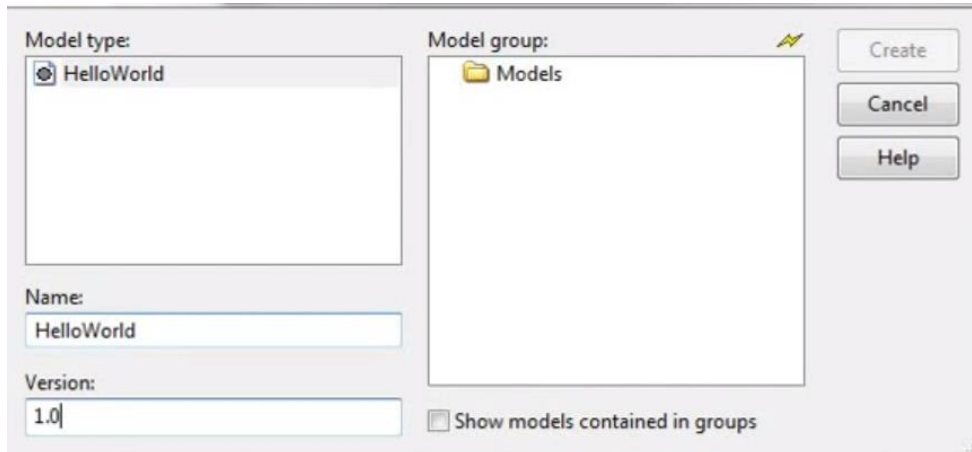 Model type:
HelloWorld
Name:
HelloWorld
Version:
1.0
Model group:
Models
Show models contained in groups
Create
Cancel
Help